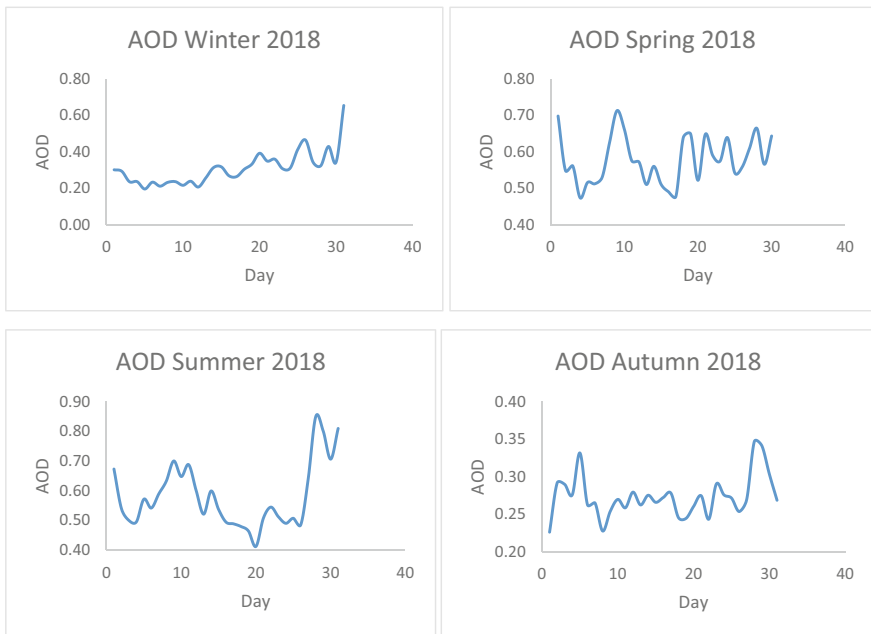 AOD Winter 2018
0.80
0.60
0.40
0.20
0.00
AOD
0 10 20 30 40
Day
AOD Spring 2018
0.80
0.70
0.60
0.50
0.40
AOD
0 10 20 30 40
Day
AOD Summer 2018
0.90
0.80
0.70
0.60
0.50
0.40
AOD
0 10 20 30 40
Day
AOD Autumn 2018
0.40
0.35
0.30
0.25
0.20
AOD
0 10 20 30 40
Day